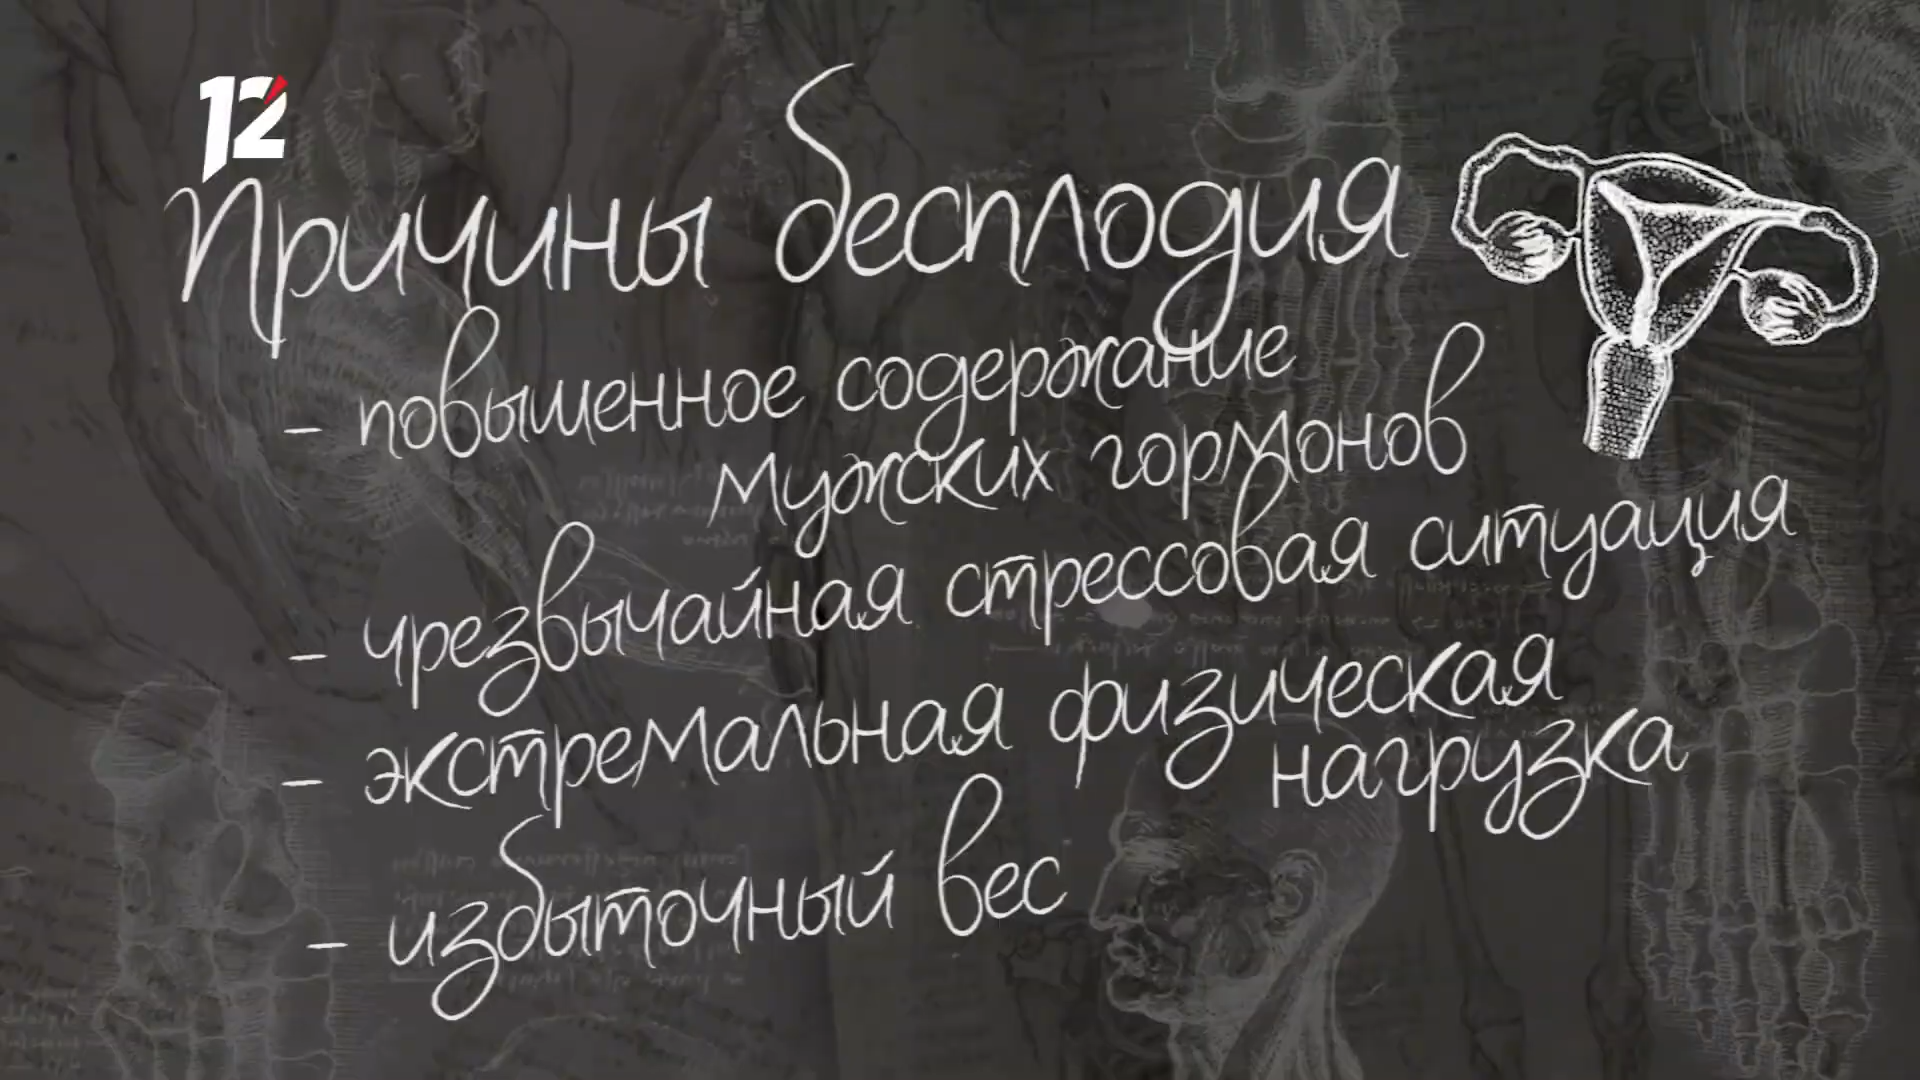 12
Причины бесплодия
- повышенное содержание
мужских гормонов
- чрезвычайная стрессовая ситуация
- экстремальная физическая
нагрузка
- избыточный вес